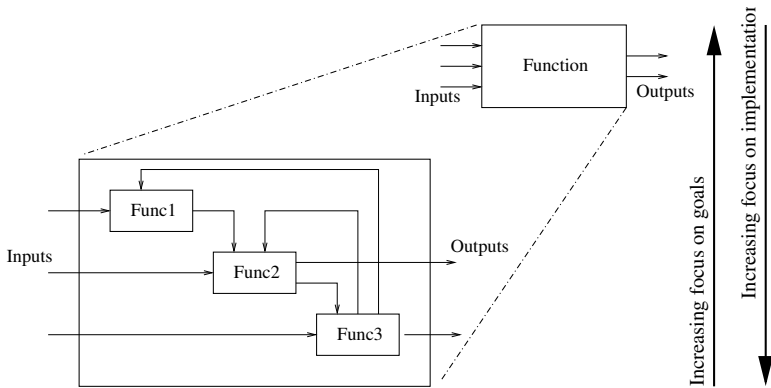 Function
Inputs
Outputs
Func1
Inputs
Func2
Outputs
Func3
Increasing focus on goals
Increasing focus on implementation